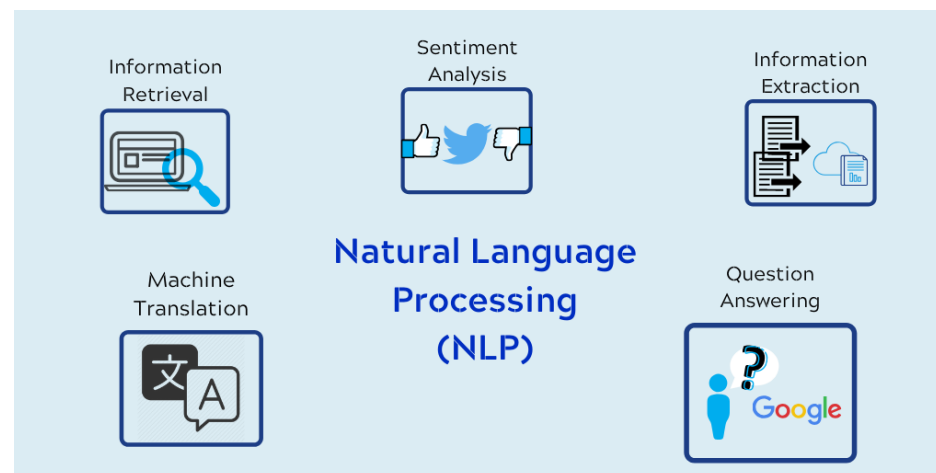 Information
Retrieval
Sentiment
Analysis
Information
Extraction
Natural Language
Processing
(NLP)
Machine
Translation
文
A
Question
Answering
?
Google